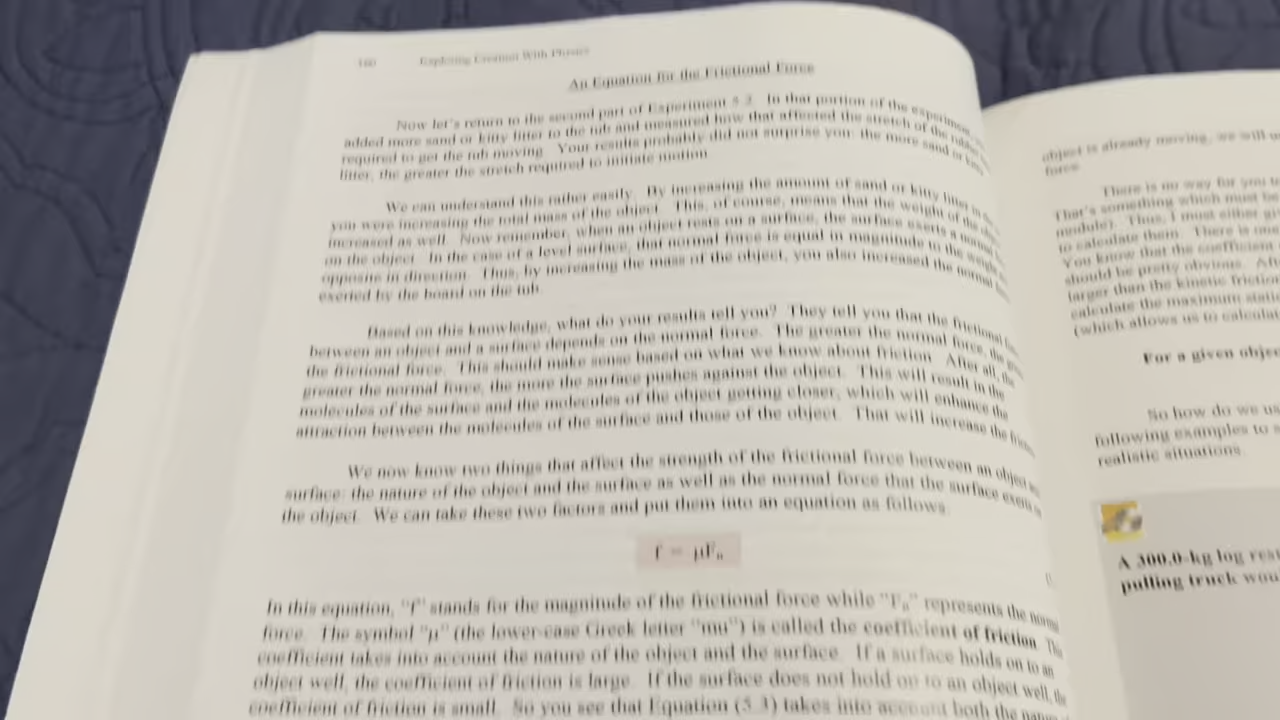 160 Exploring Creation With Physics
An Equation for the Frictional Force
Now let's return to the second part of Experiment 5.2. In that portion of the experiment,
added more sand or kitty litter to the tub and measured how that affected the stretch of the rubber
required to get the tub moving. Your results probably did not surprise you: the more sand or kitty
litter, the greater the stretch required to initiate motion.
We can understand this rather easily. By increasing the amount of sand or kitty litter in the
you were increasing the total mass of the object. This, of course, means that the weight of the
increased as well. Now remember, when an object rests on a surface, the surface exerts a normal
on the object. In the case of a level surface, that normal force is equal in magnitude to the weight
opposite in direction. Thus, by increasing the mass of the object, you also increased the normal
exerted by the board on the tub.
Based on this knowledge, what do your results tell you? They tell you that the frictional
between an object and a surface depends on the normal force. The greater the normal force, the
the frictional force. This should make sense based on what we know about friction. After all, the
greater the normal force, the more the surface pushes against the object. This will result in the
molecules of the surface and the molecules of the object getting closer, which will enhance the
attraction between the molecules of the surface and those of the object. That will increase the
We now know two things that affect the strength of the frictional force between an object
surface: the nature of the object and the surface as well as the normal force that the surface exerts
the object. We can take these two factors and put them into an equation as follows:
f = μFₙ
In this equation, "f" stands for the magnitude of the frictional force while "Fₙ" represents the normal
force. The symbol "μ" (the lower-case Greek letter "mu") is called the coefficient of friction. This
coefficient takes into account the nature of the object and the surface. If a surface holds on to an
object well, the coefficient of friction is large. If the surface does not hold on to an object well, the
coefficient of friction is small. So you see that Equation (5.3) takes into account both the nature
object is already moving, we will
force.
There is no way for you
That's something which must be
module). Thus, I must either
to calculate them. There is
You know that the coefficient
should be pretty obvious.
larger than the kinetic
calculate the maximum
(which allows us to
For a given
So how do we
following examples to
realistic situations.
A 300.0-kg log
pulling truck